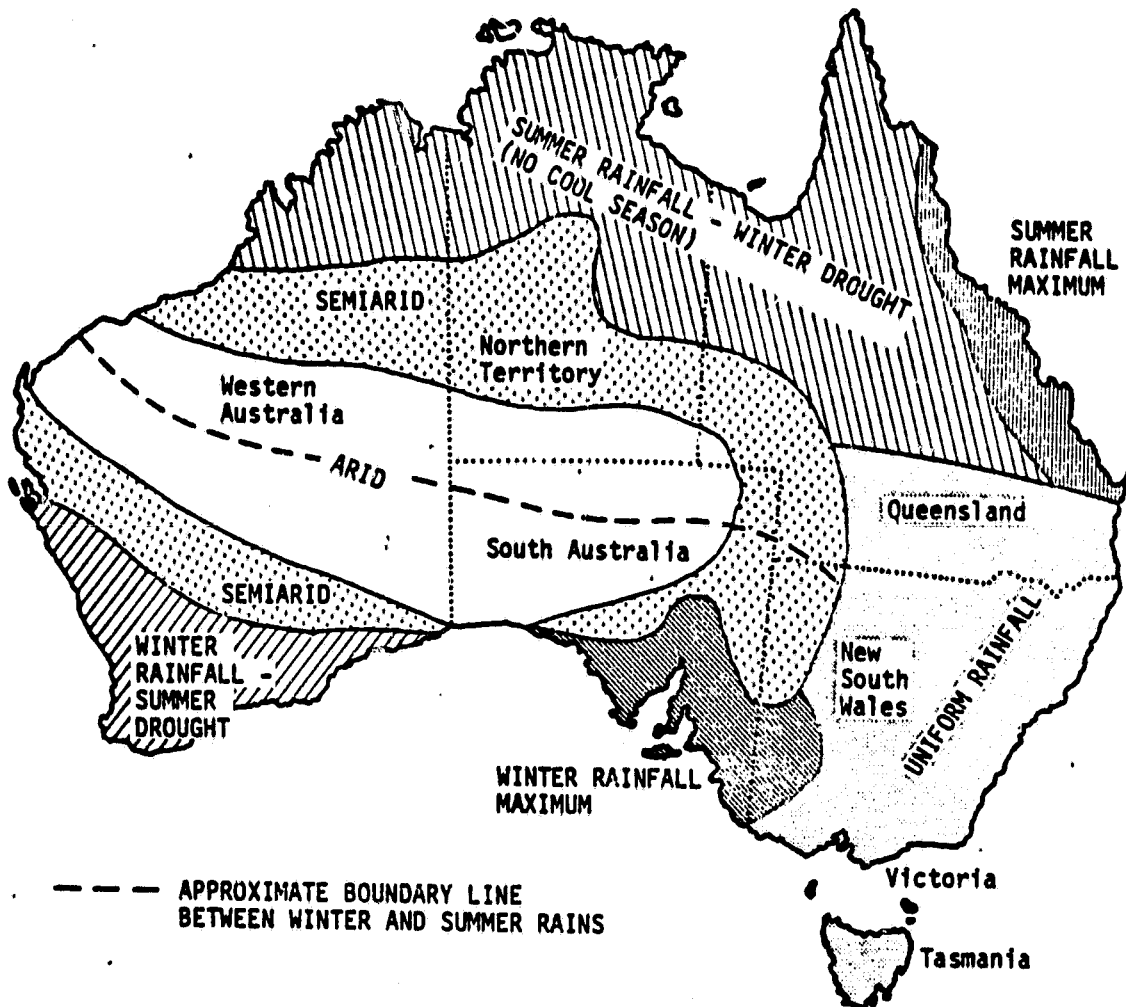 SUMMER RAINFALL - WINTER DROUGHT
(NO COOL SEASON)
SUMMER
RAINFALL
MAXIMUM
SEMIARID
Northern
Territory
Western
Australia
ARID
Queensland
South Australia
SEMIARID
WINTER
RAINFALL -
SUMMER
DROUGHT
New
South
Wales
UNIFORM RAINFALL
WINTER RAINFALL
MAXIMUM
Victoria
— — — APPROXIMATE BOUNDARY LINE
BETWEEN WINTER AND SUMMER RAINS
Tasmania